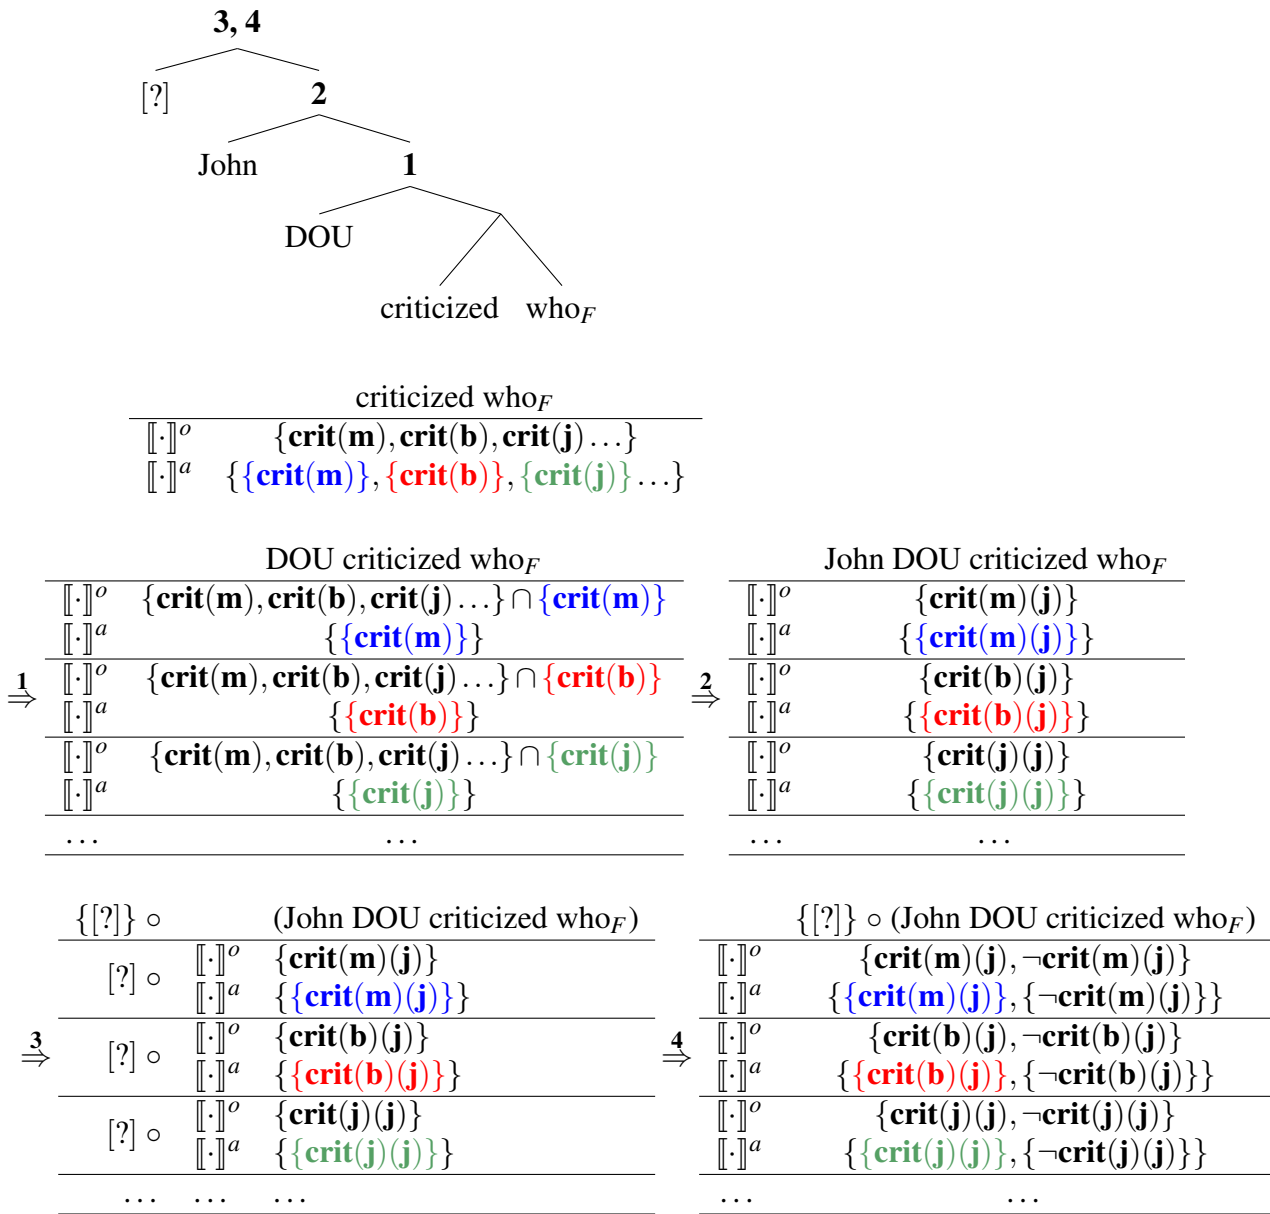 3, 4
[?] 2
John 1
DOU
criticized who_F
criticized who_F
⟦·⟧^o {crit(m), crit(b), crit(j) …}
⟦·⟧^a {{crit(m)}, {crit(b)}, {crit(j)} …}
DOU criticized who_F
⟦·⟧^o {crit(m), crit(b), crit(j) …} ∩ {crit(m)}
⟦·⟧^a {{crit(m)}}
1⇒ ⟦·⟧^o {crit(m), crit(b), crit(j) …} ∩ {crit(b)}
⟦·⟧^a {{crit(b)}}
⟦·⟧^o {crit(m), crit(b), crit(j) …} ∩ {crit(j)}
⟦·⟧^a {{crit(j)}}
… …
John DOU criticized who_F
⟦·⟧^o {crit(m)(j)}
⟦·⟧^a {{crit(m)(j)}}
2⇒ ⟦·⟧^o {crit(b)(j)}
⟦·⟧^a {{crit(b)(j)}}
⟦·⟧^o {crit(j)(j)}
⟦·⟧^a {{crit(j)(j)}}
… …
{[?]} ∘ (John DOU criticized who_F)
[?] ∘ ⟦·⟧^o {crit(m)(j)}
⟦·⟧^a {{crit(m)(j)}}
3⇒ [?] ∘ ⟦·⟧^o {crit(b)(j)}
⟦·⟧^a {{crit(b)(j)}}
[?] ∘ ⟦·⟧^o {crit(j)(j)}
⟦·⟧^a {{crit(j)(j)}}
… … …
{[?]} ∘ (John DOU criticized who_F)
⟦·⟧^o {crit(m)(j), ¬crit(m)(j)}
⟦·⟧^a {{crit(m)(j)}, {¬crit(m)(j)}}
4⇒ ⟦·⟧^o {crit(b)(j), ¬crit(b)(j)}
⟦·⟧^a {{crit(b)(j)}, {¬crit(b)(j)}}
⟦·⟧^o {crit(j)(j), ¬crit(j)(j)}
⟦·⟧^a {{crit(j)(j)}, {¬crit(j)(j)}}
… …